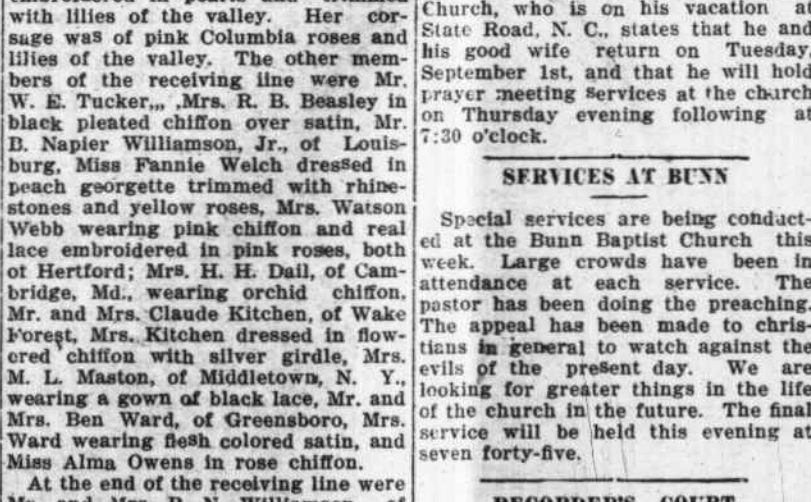 with lilies of the valley. Her cor-
sage was of pink Columbia roses and
lilies of the valley. The other mem-
bers of the receiving line were Mr.
W. E. Tucker,,, ,Mrs. R. B. Beasley in
black pleated chiffon over satin, Mr.
B. Napier Williamson, Jr., of Louis-
burg, Miss Fannie Welch dressed in
peach georgette trimmed with rhine-
stones and yellow roses, Mrs. Watson
Webb wearing pink chiffon and real
lace embroidered in pink roses, both
of Hertford; Mrs. H. H. Dail, of Cam-
bridge, Md., wearing orchid chiffon,
Mr. and Mrs. Claude Kitchen, of Wake
Forest, Mrs. Kitchen dressed in flow-
ered chiffon with silver girdle, Mrs.
M. L. Maston, of Middletown, N. Y.,
wearing a gown of black lace, Mr. and
Mrs. Ben Ward, of Greensboro, Mrs.
Ward wearing flesh colored satin, and
Miss Alma Owens in rose chiffon.
At the end of the receiving line were
Mr. and Mrs. B. N. Williamson, of
Church, who is on his vacation at
State Road, N. C., states that he and
his good wife return on Tuesday,
September 1st, and that he will hold
prayer meeting services at the church
on Thursday evening following at
7:30 o'clock.
SERVICES AT BUNN
Special services are being conduct-
ed at the Bunn Baptist Church this
week. Large crowds have been in
attendance at each service. The
pastor has been doing the preaching.
The appeal has been made to chris-
tians in general to watch against the
evils of the present day. We are
looking for greater things in the life
of the church in the future. The final
service will be held this evening at
seven forty-five.
RECORDER'S COURT